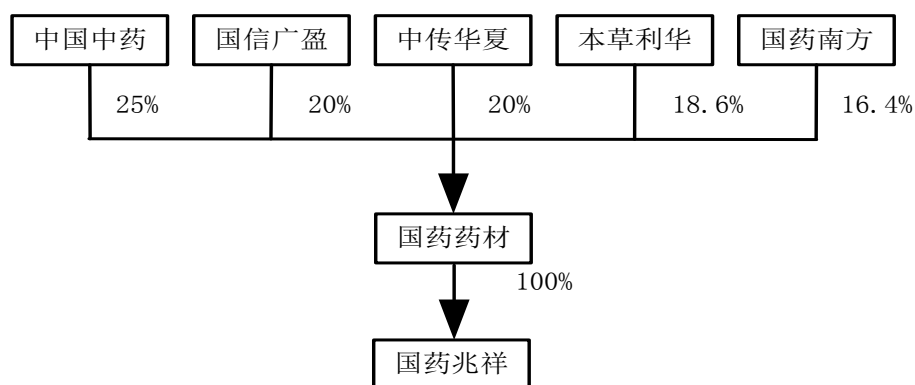 中国中药 国信广盈 中传华夏 本草利华 国药南方
25% 20% 20% 18.6% 16.4%
国药药材
100%
国药兆祥